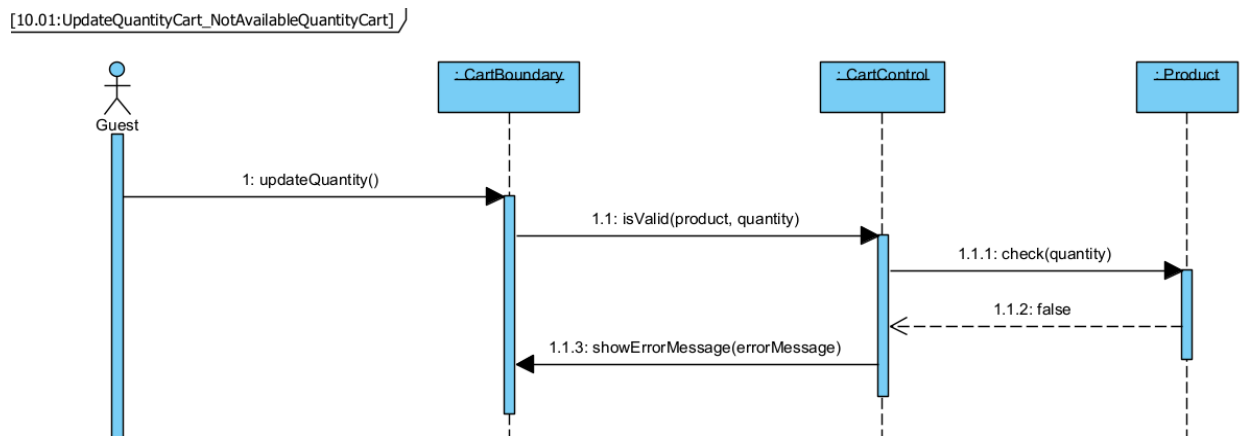 [10.01:UpdateQuantityCart_NotAvailableQuantityCart]
: CartBoundary
: CartControl
: Product
Guest
1: updateQuantity()
1.1: isValid(product, quantity)
1.1.1: check(quantity)
1.1.2: false
1.1.3: showErrorMessage(errorMessage)